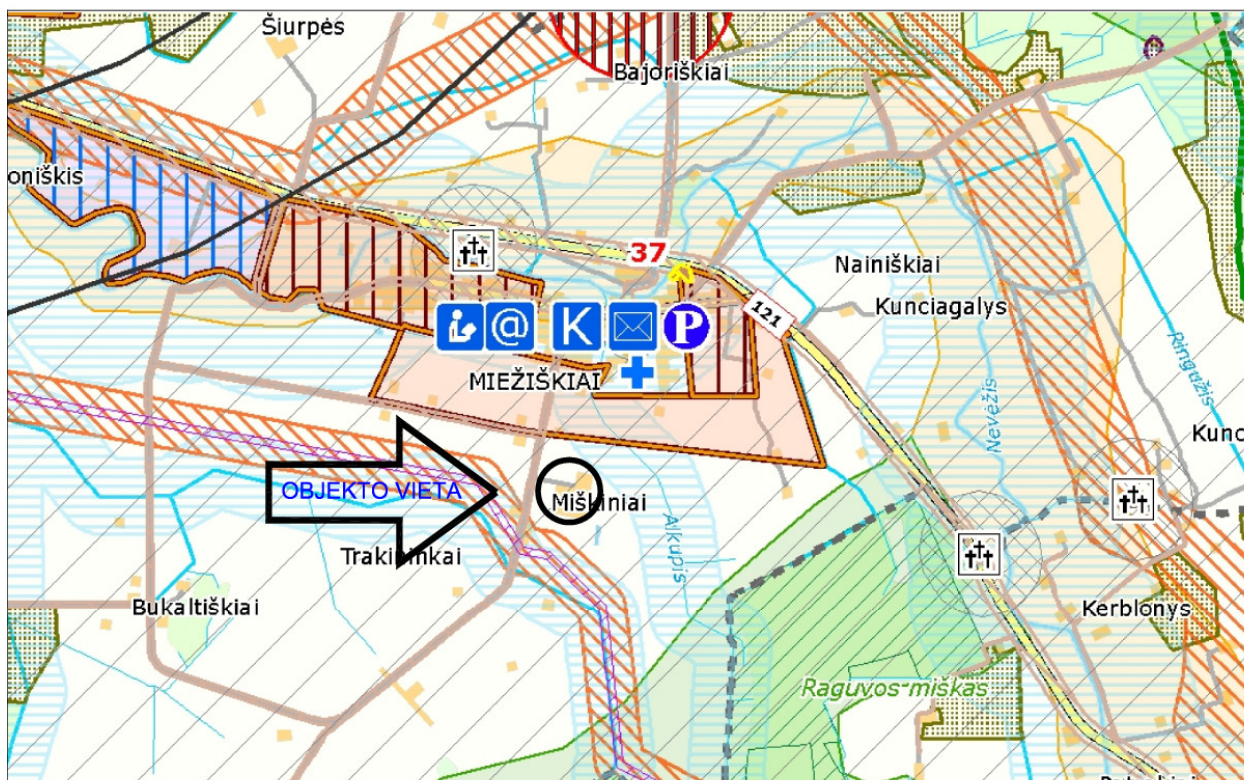 Šiurpės
Bajoriškiai
oniškis
37
Nainiškiai
121
Kunciagalys
@
K
P
MIEŽIŠKIAI
Ringužis
Nevėžis
Kunc
OBJEKTO VIETA
Miškiniai
Alkupis
Trakininkai
Bukaltiškiai
Kerblonys
Raguvos miškas